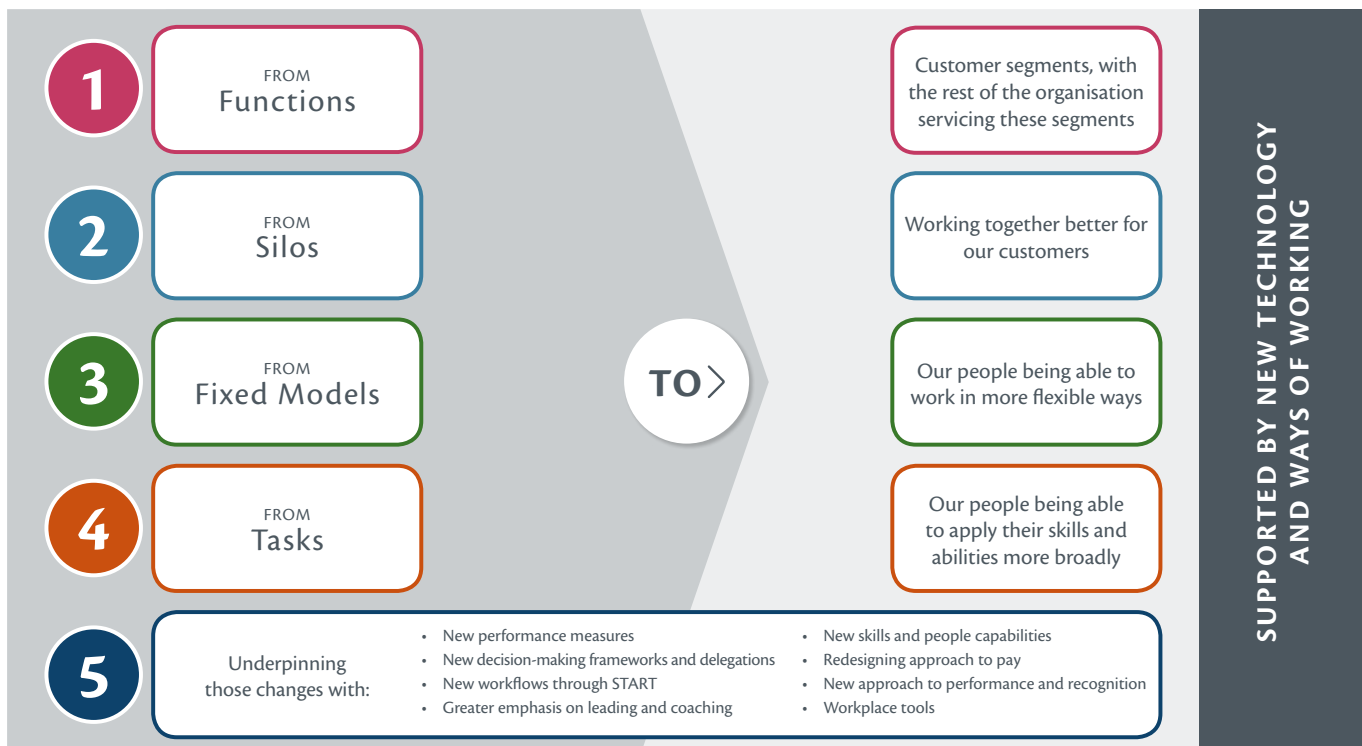 1
FROM
Functions
Customer segments, with
the rest of the organisation
servicing these segments
2
FROM
Silos
Working together better for
our customers
3
FROM
Fixed Models
TO >
Our people being able to
work in more flexible ways
4
FROM
Tasks
Our people being able
to apply their skills and
abilities more broadly
5
Underpinning
those changes with:
• New performance measures
• New decision-making frameworks and delegations
• New workflows through START
• Greater emphasis on leading and coaching
• New skills and people capabilities
• Redesigning approach to pay
• New approach to performance and recognition
• Workplace tools
SUPPORTED BY NEW TECHNOLOGY
AND WAYS OF WORKING